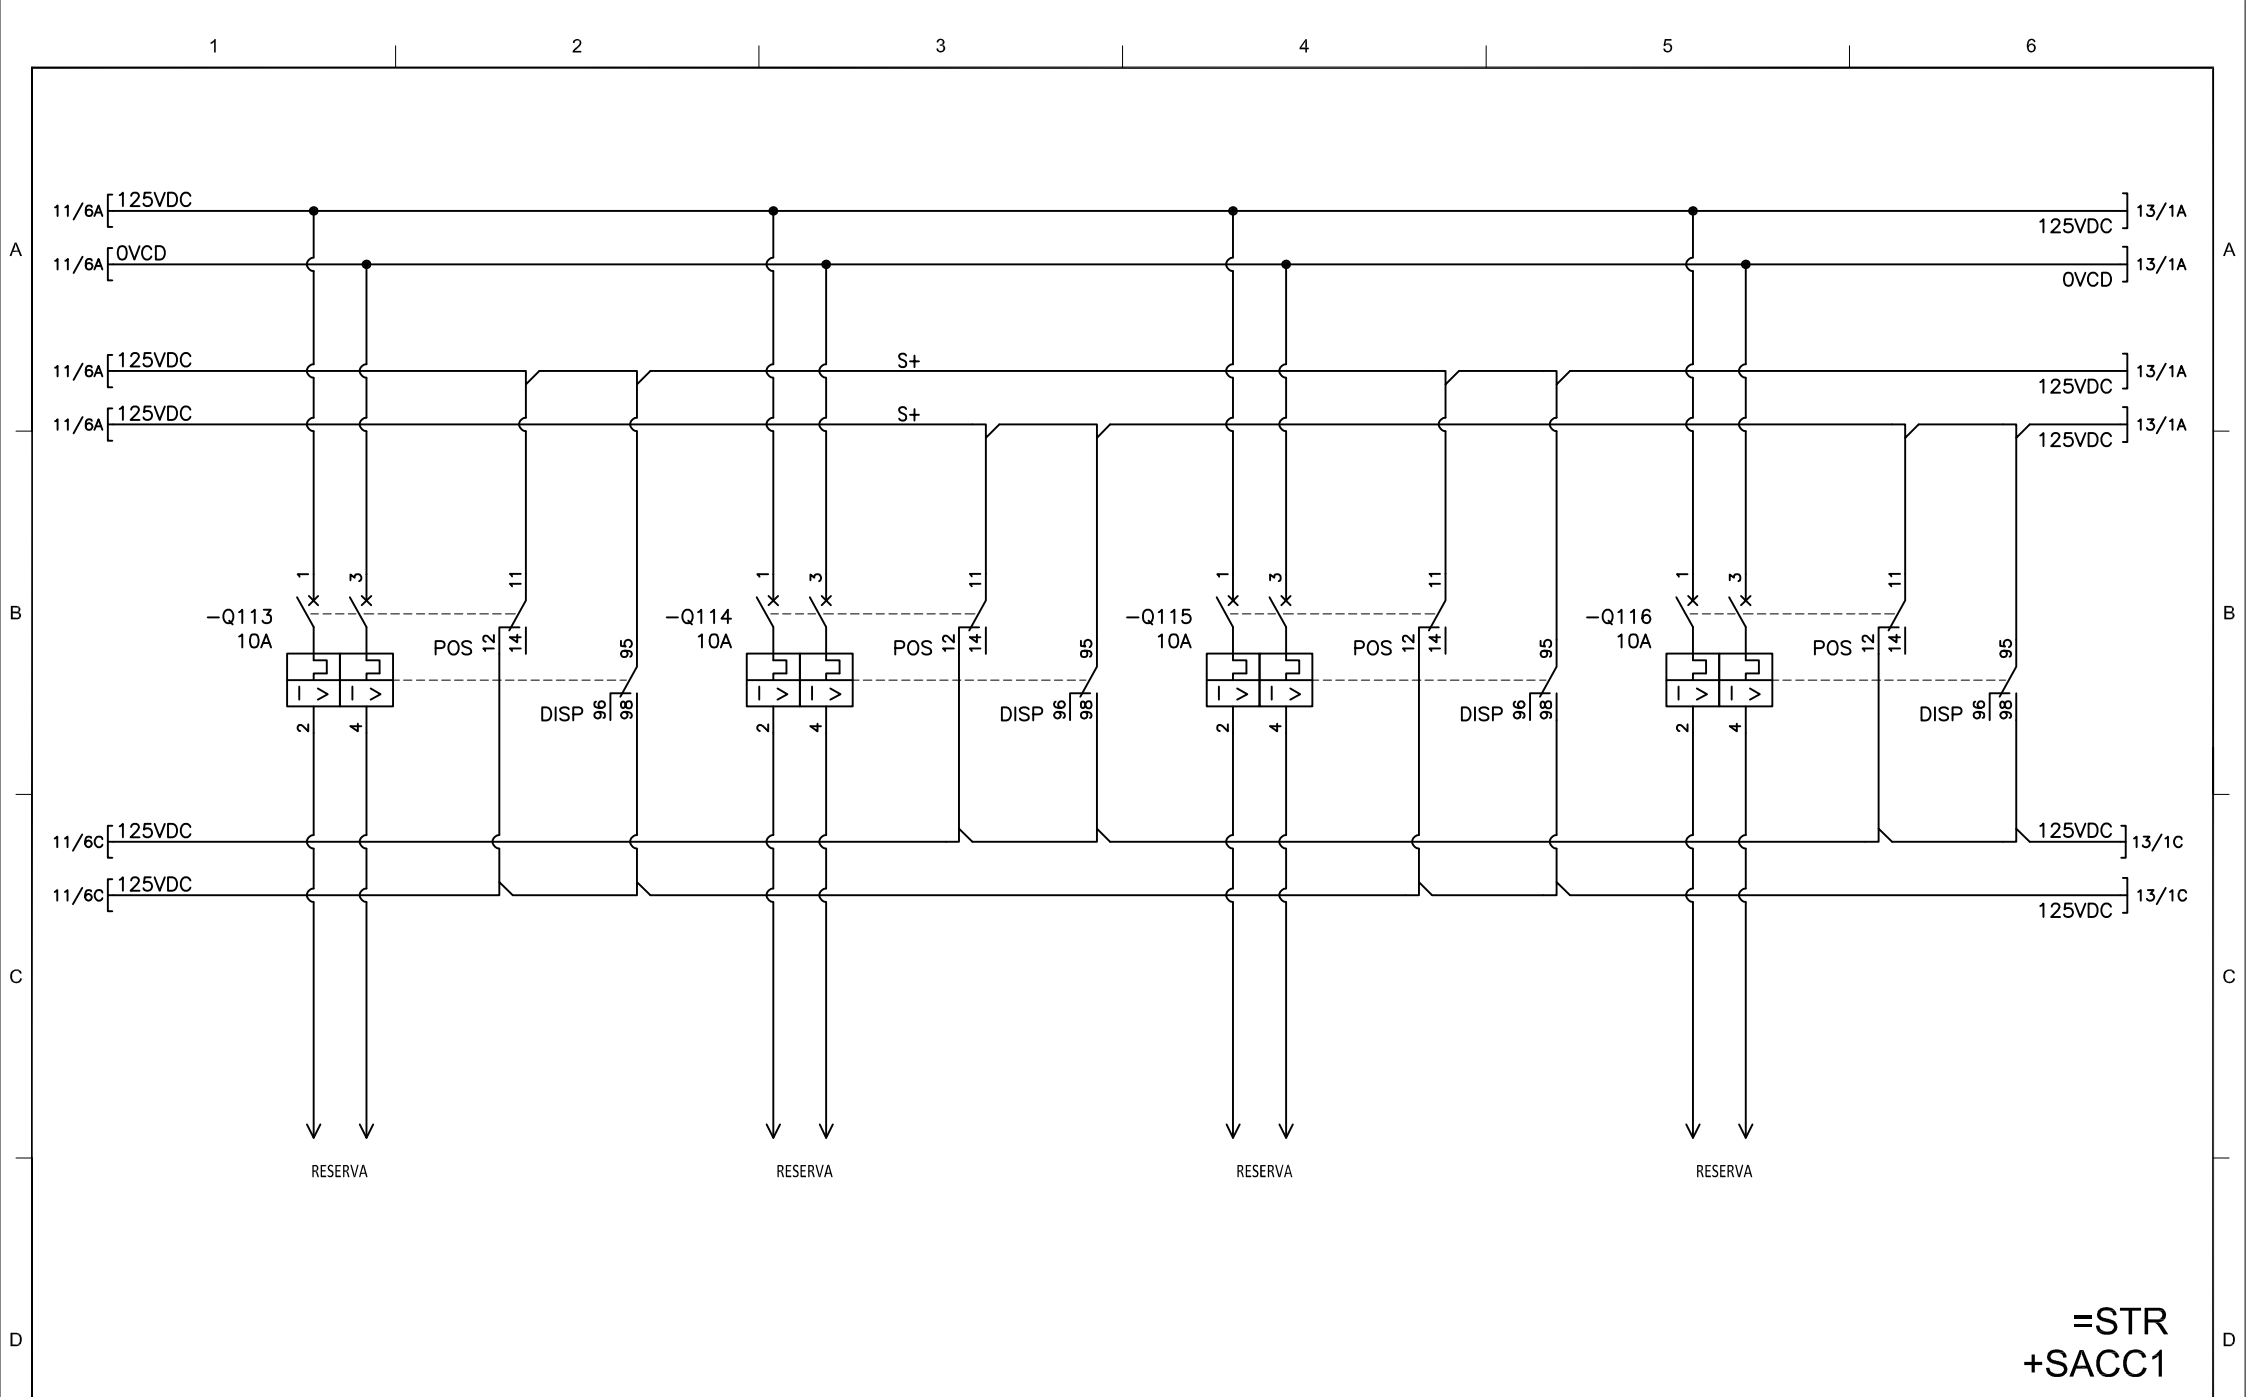 1 2 3 4 5 6
11/6A 125VDC 125VDC 13/1A
A 11/6A 0VCD 0VCD 13/1A A
11/6A 125VDC S+ 125VDC 13/1A
11/6A 125VDC S+ 125VDC 13/1A
1 3 11 1 3 11 1 3 11 1 3 11
B -Q113 -Q114 -Q115 -Q116 B
10A POS 12 14 95 10A POS 12 14 95 10A POS 12 14 95 10A POS 12 14 95
I > I > I > I > I > I > I > I >
2 4 DISP 96 98 2 4 DISP 96 98 2 4 DISP 96 98 2 4 DISP 96 98
11/6C 125VDC 125VDC 13/1C
11/6C 125VDC 125VDC 13/1C
C C
RESERVA RESERVA RESERVA RESERVA
=STR
D D
+SACC1